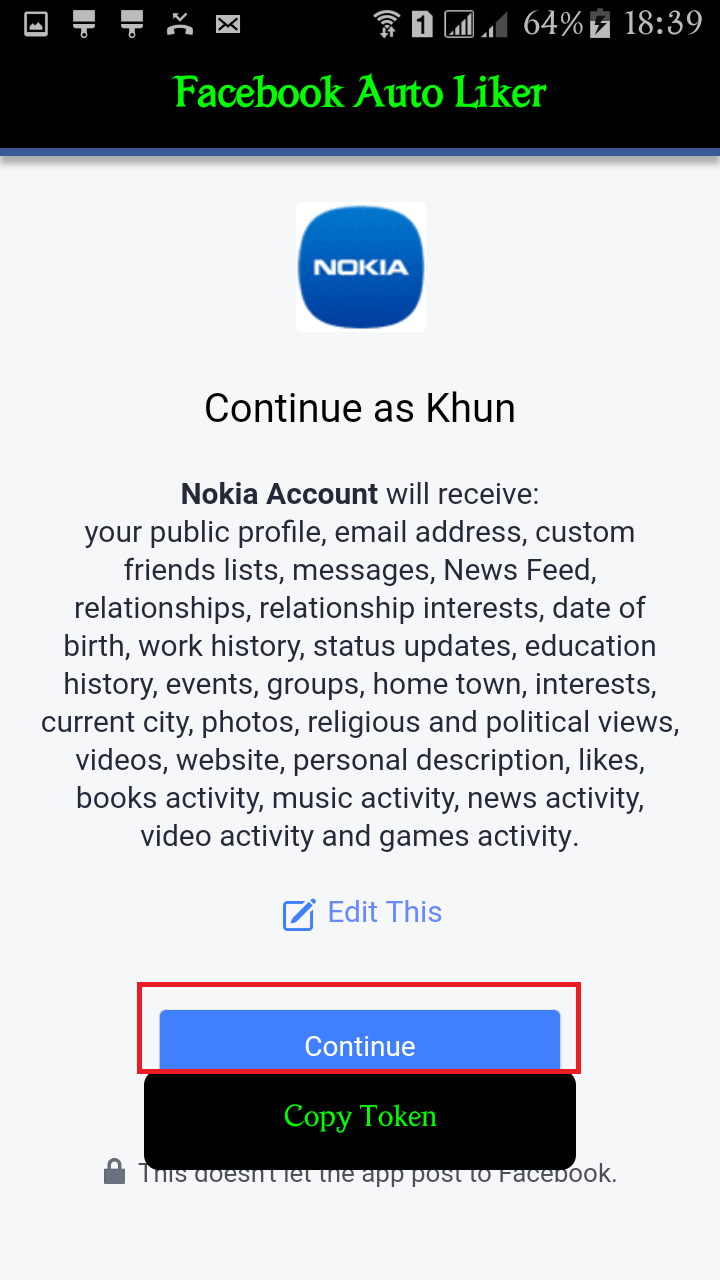 64% 18:39
Facebook Auto Liker
NOKIA
Continue as Khun
Nokia Account will receive:
your public profile, email address, custom
friends lists, messages, News Feed,
relationships, relationship interests, date of
birth, work history, status updates, education
history, events, groups, home town, interests,
current city, photos, religious and political views,
videos, website, personal description, likes,
books activity, music activity, news activity,
video activity and games activity.
Edit This
Continue
Copy Token
This doesn't let the app post to Facebook.